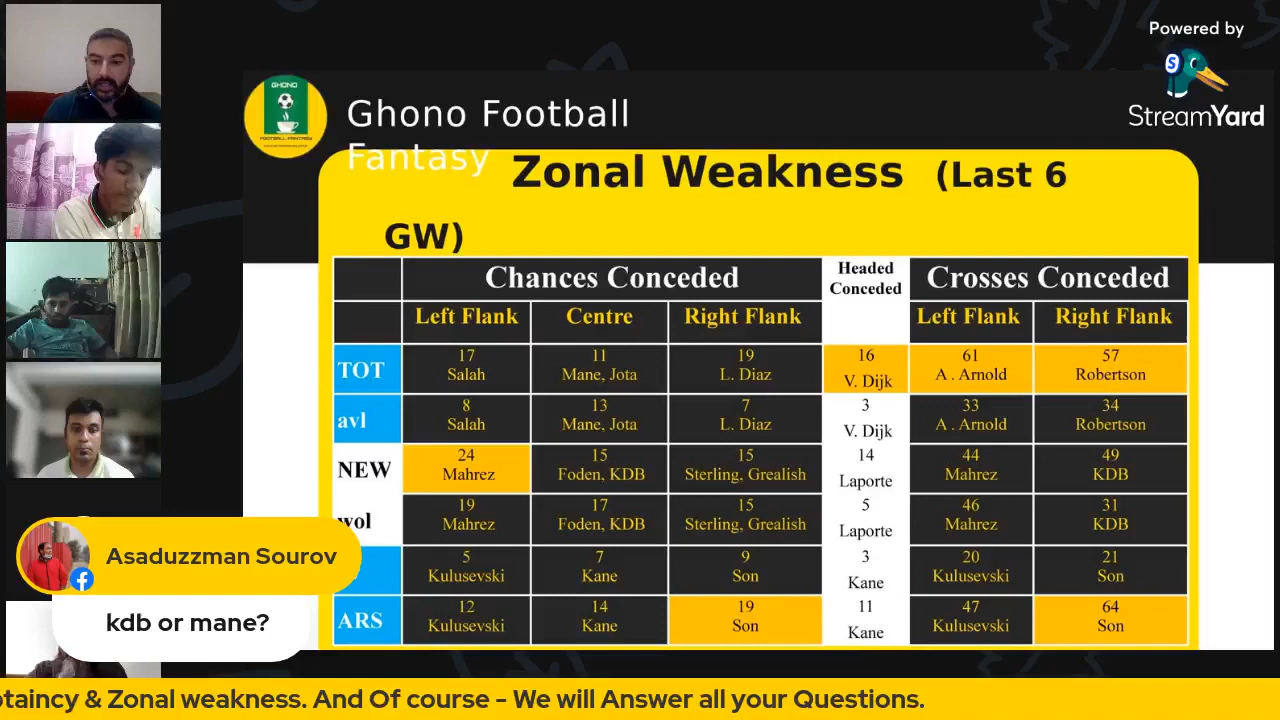 Powered by
StreamYard
GHONO
FOOTBALL FANTASY
Ghono Football
Fantasy
Zonal Weakness (Last 6
GW)
Chances Conceded Headed Conceded Crosses Conceded
Left Flank Centre Right Flank Left Flank Right Flank
TOT 17 Salah 11 Mane, Jota 19 L. Diaz 16 V. Dijk 61 A . Arnold 57 Robertson
avl 8 Salah 13 Mane, Jota 7 L. Diaz 3 V. Dijk 33 A . Arnold 34 Robertson
NEW 24 Mahrez 15 Foden, KDB 15 Sterling, Grealish 14 Laporte 44 Mahrez 49 KDB
wol 19 Mahrez 17 Foden, KDB 15 Sterling, Grealish 5 Laporte 46 Mahrez 31 KDB
5 Kulusevski 7 Kane 9 Son 3 Kane 20 Kulusevski 21 Son
ARS 12 Kulusevski 14 Kane 19 Son 11 Kane 47 Kulusevski 64 Son
Asaduzzman Sourov
kdb or mane?
otaincy & Zonal weakness. And Of course - We will Answer all your Questions.